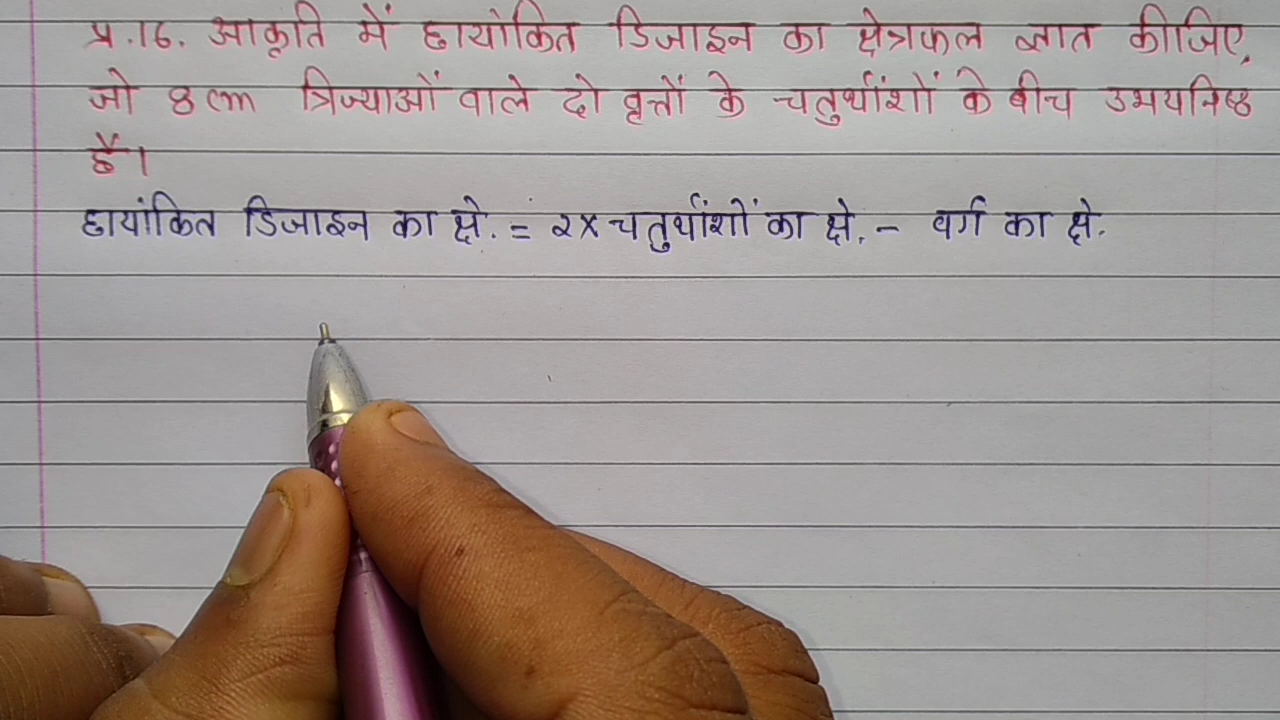 प्र.16. आकृति में छायांकित डिजाइन का क्षेत्रफल ज्ञात कीजिए,
जो 8 cm त्रिज्याओं वाले दो वृत्तों के चतुर्थांशों के बीच उभयनिष्ठ
है।
छायांकित डिजाइन का क्षे. = 2 × चतुर्थांशों का क्षे. - वर्ग का क्षे.